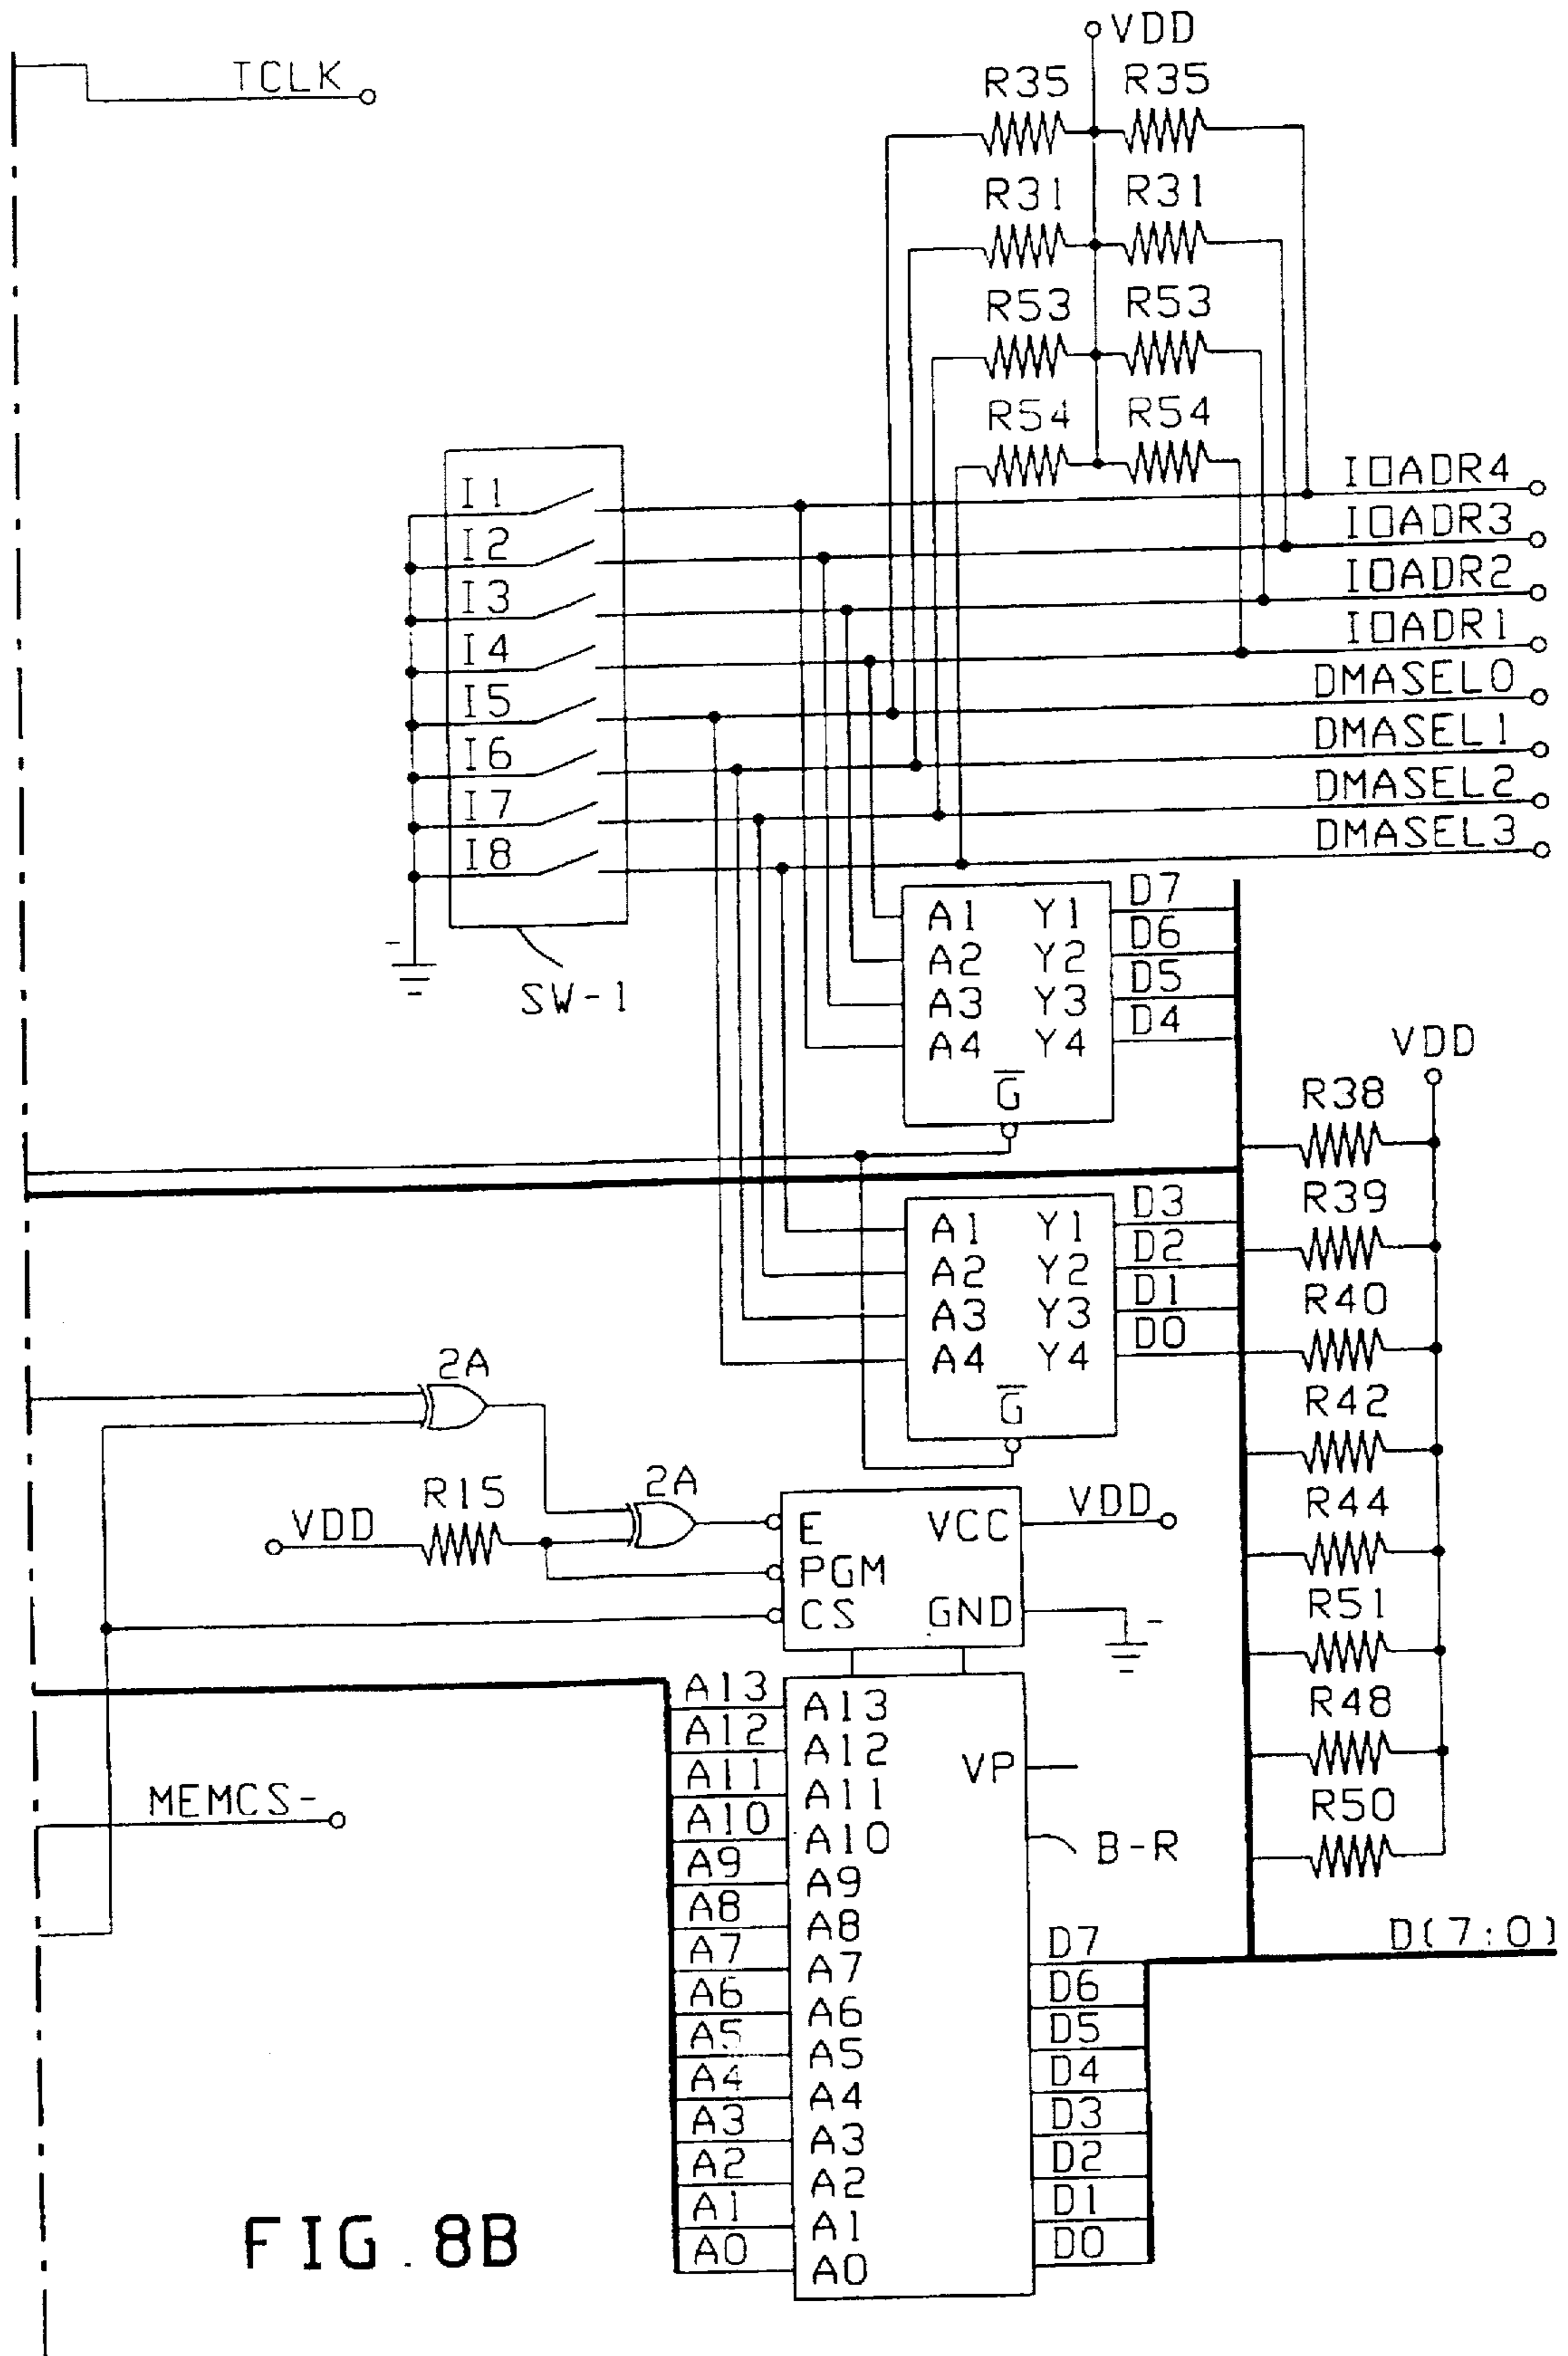 VDD
TCLK
R35 R35
R31 R31
R53 R53
R54 R54
I1 IOADR4
I2 IOADR3
I3 IOADR2
I4 IOADR1
I5 DMASEL0
I6 DMASEL1
I7 DMASEL2
I8 DMASEL3
SW-1
A1 Y1 D7
A2 Y2 D6
A3 Y3 D5
A4 Y4 D4
G
VDD
R38
R39
R40
R42
R44
R51
R48
R50
A1 Y1 D3
A2 Y2 D2
A3 Y3 D1
A4 Y4 D0
G
2A
2A
VDD R15
E VCC VDD
PGM
CS GND
A13 A13
A12 A12
A11 A11
A10 A10
A9 A9
A8 A8
A7 A7
A6 A6
A5 A5
A4 A4
A3 A3
A2 A2
A1 A1
A0 A0
VP
B-R
MEMCS-
D(7:0)
D7
D6
D5
D4
D3
D2
D1
D0
FIG.8B